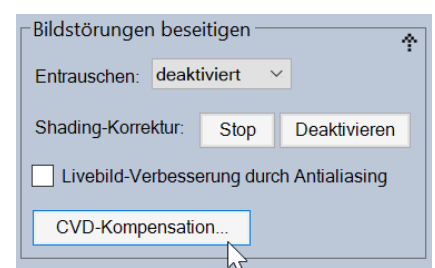 Bildstörungen beseitigen
Entrauschen: deaktiviert
Shading-Korrektur: Stop Deaktivieren
Livebild-Verbesserung durch Antialiasing
CVD-Kompensation...